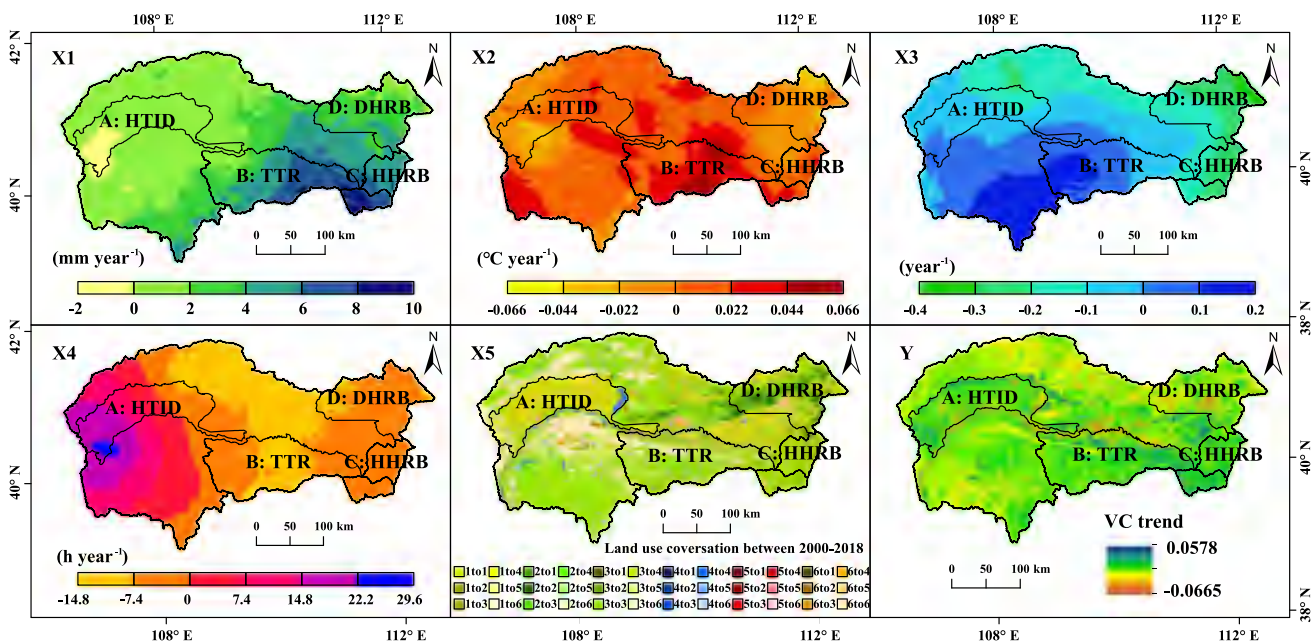 108° E 112° E 108° E 112° E 108° E 112° E
42° N
40° N
X1
N
A: HTID
D: DHRB
B: TTR
C: HHRB
0 50 100 km
(mm year-1)
-2 0 2 4 6 8 10
X2
N
A: HTID
D: DHRB
B: TTR
C: HHRB
0 50 100 km
(°C year-1)
-0.066 -0.044 -0.022 0 0.022 0.044 0.066
X3
N
A: HTID
D: DHRB
B: TTR
C: HHRB
0 50 100 km
(year-1)
-0.4 -0.3 -0.2 -0.1 0 0.1 0.2
40° N
38° N
42° N
40° N
X4
N
A: HTID
D: DHRB
B: TTR
C: HHRB
0 50 100 km
(h year-1)
-14.8 -7.4 0 7.4 14.8 22.2 29.6
X5
N
A: HTID
D: DHRB
B: TTR
C: HHRB
0 50 100 km
Land use coversation between 2000-2018
1to1 1to4 2to1 2to4 3to1 3to4 4to1 4to4 5to1 5to4 6to1 6to4
1to2 1to5 2to2 2to5 3to2 3to5 4to2 4to5 5to2 5to5 6to2 6to5
1to3 1to6 2to3 2to6 3to3 3to6 4to3 4to6 5to3 5to6 6to3 6to6
Y
N
A: HTID
D: DHRB
B: TTR
C: HHRB
0 50 100 km
VC trend
0.0578
-0.0665
40° N
38° N
108° E 112° E 108° E 112° E 108° E 112° E